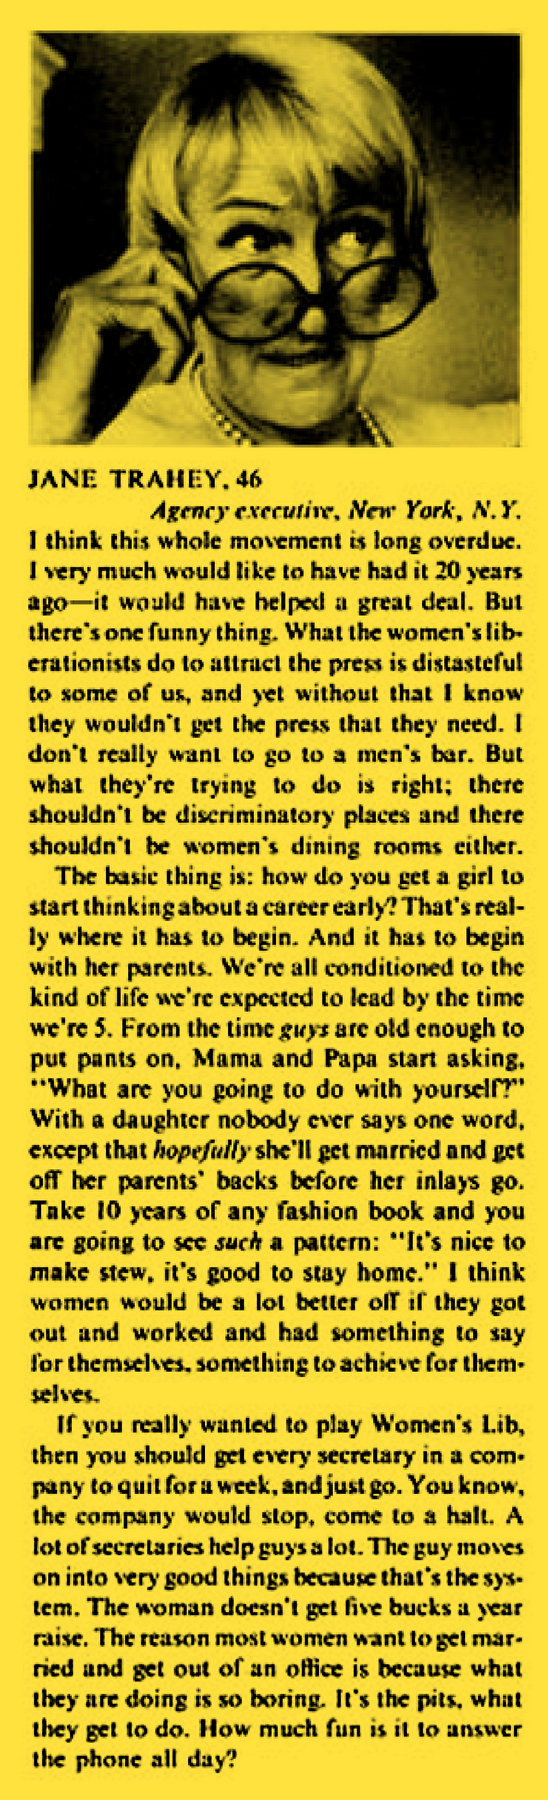 JANE TRAHEY, 46
Agency executive, New York, N.Y.
I think this whole movement is long overdue.
I very much would like to have had it 20 years
ago—it would have helped a great deal. But
there's one funny thing. What the women's lib-
erationists do to attract the press is distasteful
to some of us, and yet without that I know
they wouldn't get the press that they need. I
don't really want to go to a men's bar. But
what they're trying to do is right; there
shouldn't be discriminatory places and there
shouldn't be women's dining rooms either.
The basic thing is: how do you get a girl to
start thinking about a career early? That's real-
ly where it has to begin. And it has to begin
with her parents. We're all conditioned to the
kind of life we're expected to lead by the time
we're 5. From the time guys are old enough to
put pants on, Mama and Papa start asking,
"What are you going to do with yourself?"
With a daughter nobody ever says one word,
except that hopefully she'll get married and get
off her parents' backs before her inlays go.
Take 10 years of any fashion book and you
are going to see such a pattern: "It's nice to
make stew, it's good to stay home." I think
women would be a lot better off if they got
out and worked and had something to say
for themselves, something to achieve for them-
selves.
If you really wanted to play Women's Lib,
then you should get every secretary in a com-
pany to quit for a week, and just go. You know,
the company would stop, come to a halt. A
lot of secretaries help guys a lot. The guy moves
on into very good things because that's the sys-
tem. The woman doesn't get five bucks a year
raise. The reason most women want to get mar-
ried and get out of an office is because what
they are doing is so boring. It's the pits, what
they get to do. How much fun is it to answer
the phone all day?